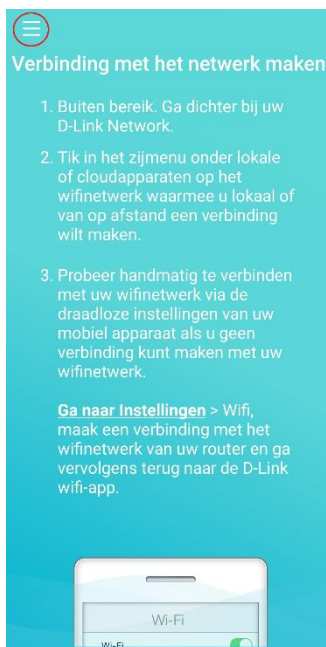 Verbinding met het netwerk maken
1. Buiten bereik. Ga dichter bij uw
D-Link Network.
2. Tik in het zijmenu onder lokale
of cloudapparaten op het
wifinetwerk waarmee u lokaal of
van op afstand een verbinding
wilt maken.
3. Probeer handmatig te verbinden
met uw wifinetwerk via de
draadloze instellingen van uw
mobiel apparaat als u geen
verbinding kunt maken met uw
wifinetwerk.
Ga naar Instellingen > Wifi,
maak een verbinding met het
wifinetwerk van uw router en ga
vervolgens terug naar de D-Link
wifi-app.
Wi-Fi
Wi-Fi